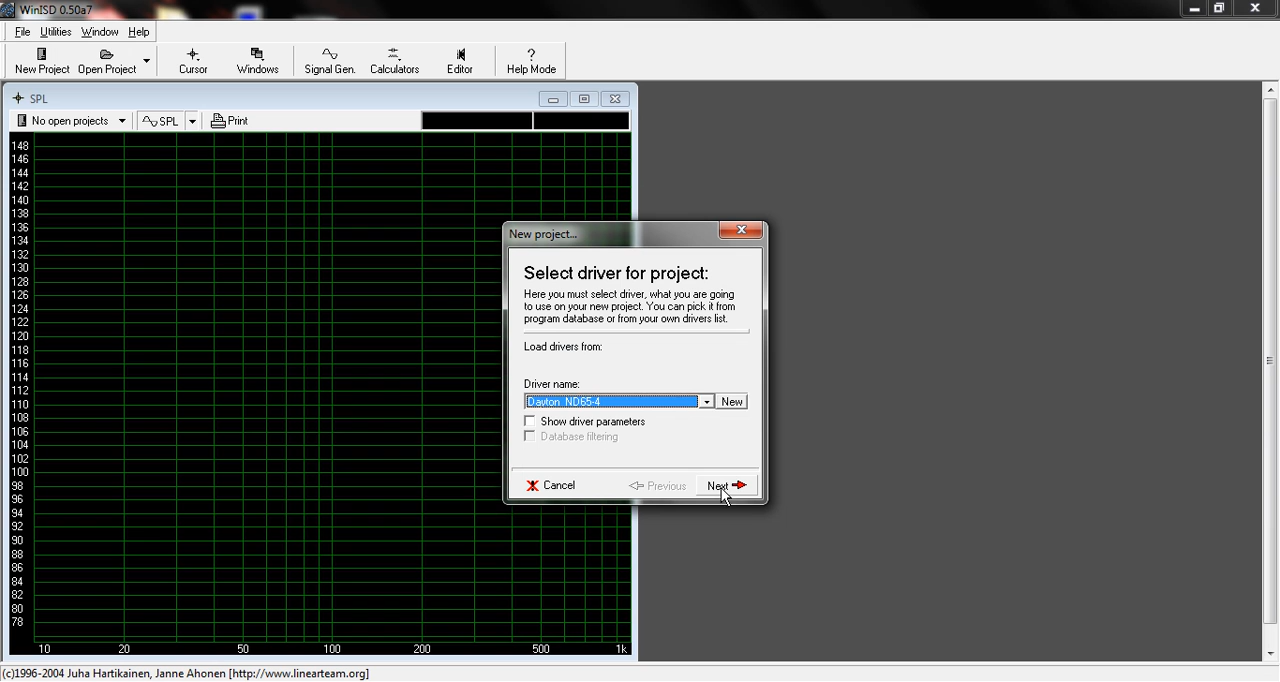 WinISD 0.50a7
File Utilities Window Help
New Project Open Project Cursor Windows Signal Gen. Calculators Editor Help Mode
SPL
No open projects SPL Print
148
146
144
142
140
138
136
134
132
130
128
126
124
122
120
118
116
114
112
110
108
106
104
102
100
98
96
94
92
90
88
86
84
82
80
78
10 20 50 100 200 500 1k
New project...
Select driver for project:
Here you must select driver, what you are going
to use on your new project. You can pick it from
program database or from your own drivers list.
Load drivers from:
Driver name:
Dayton ND65-4 New
Show driver parameters
Database filtering
Cancel Previous Next
(c)1996-2004 Juha Hartikainen, Janne Ahonen [http://www.linearteam.org]